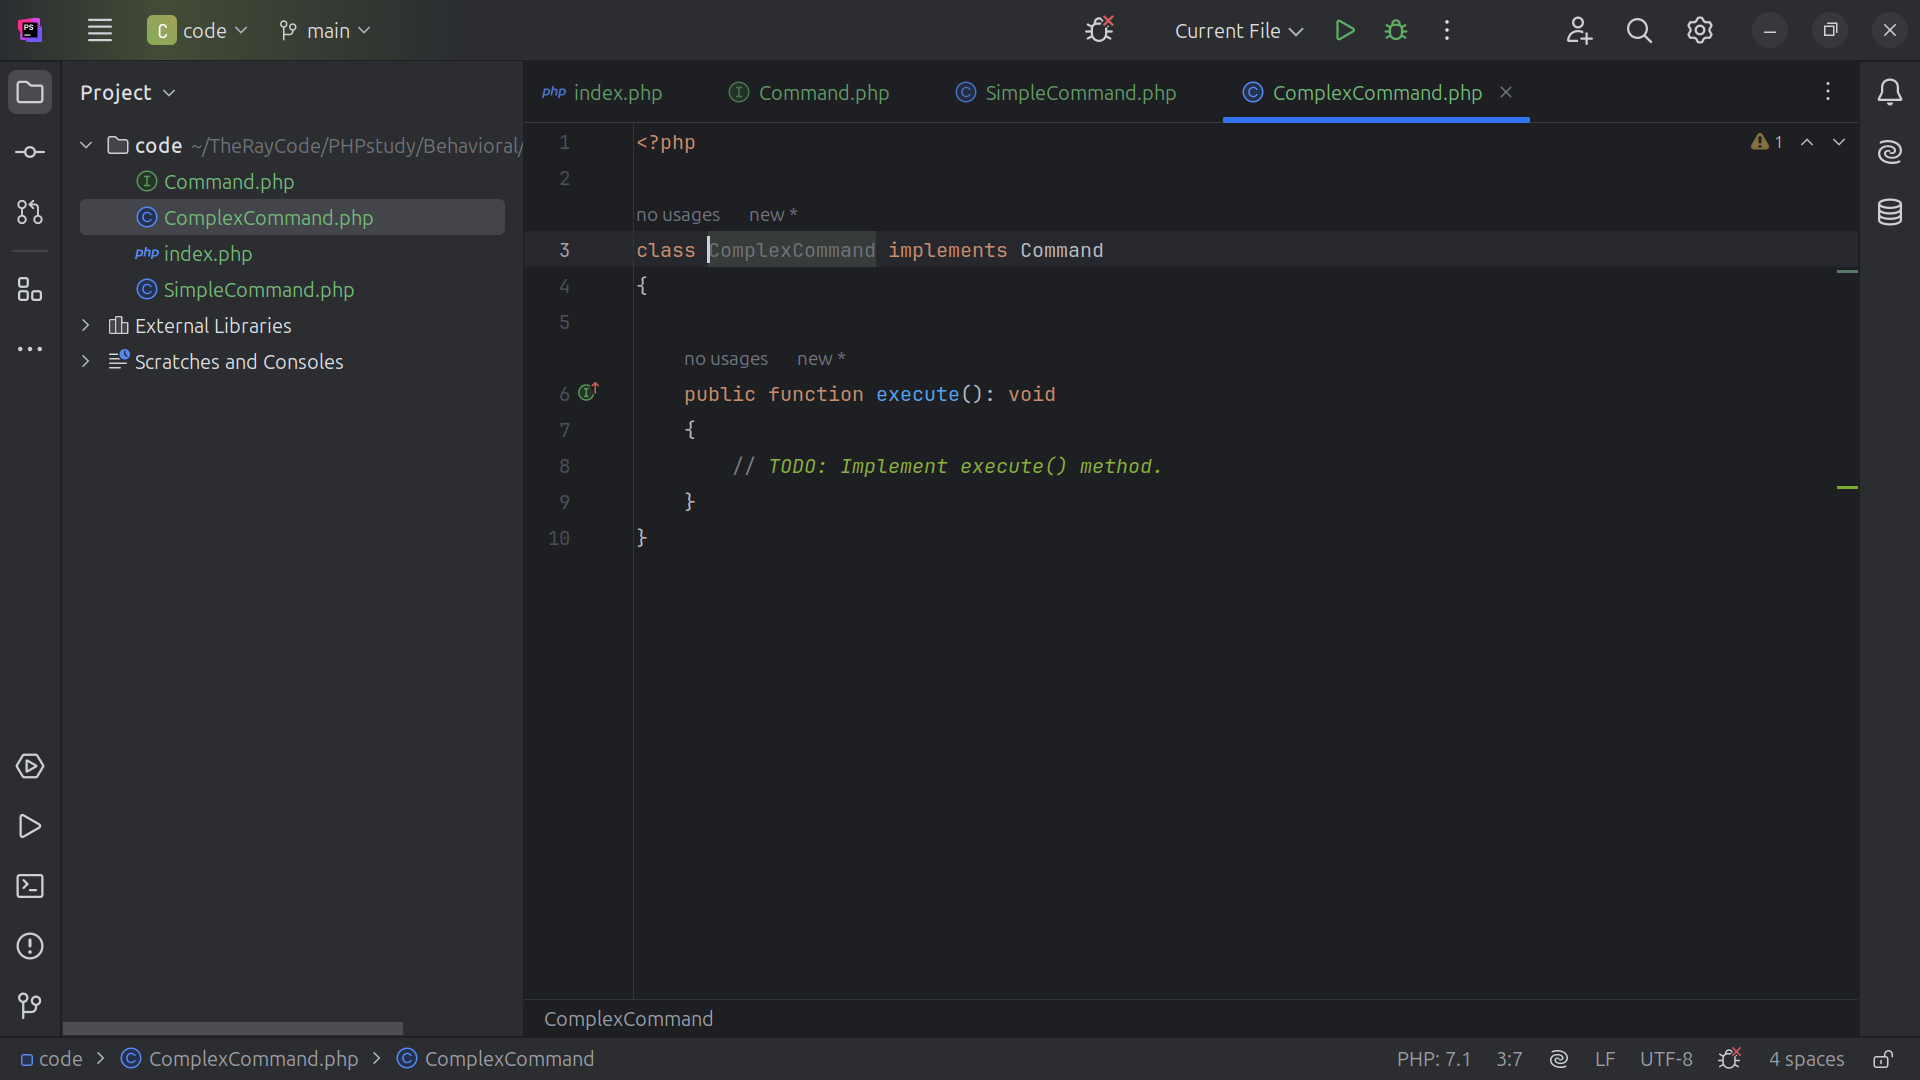 PS
C code
main
Current File
Project
php index.php
Command.php
SimpleCommand.php
ComplexCommand.php
code ~/TheRayCode/PHPstudy/Behavioral/
Command.php
ComplexCommand.php
php index.php
SimpleCommand.php
External Libraries
Scratches and Consoles
1 <?php
1
2
no usages new *
3 class ComplexCommand implements Command
4 {
5
no usages new *
6 public function execute(): void
7 {
8 // TODO: Implement execute() method.
9 }
10 }
ComplexCommand
code > ComplexCommand.php > ComplexCommand
PHP: 7.1 3:7 LF UTF-8 4 spaces